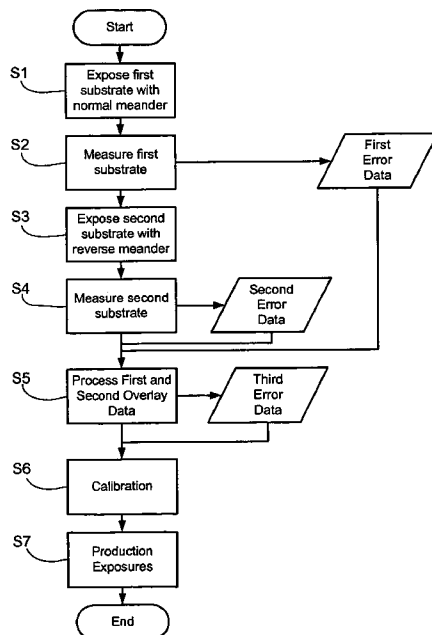 Start
S1
Expose first
substrate with
normal meander
S2
Measure first
substrate
First
Error
Data
S3
Expose second
substrate with
reverse meander
S4
Measure second
substrate
Second
Error
Data
S5
Process First and
Second Overlay
Data
Third
Error
Data
S6
Calibration
S7
Production
Exposures
End